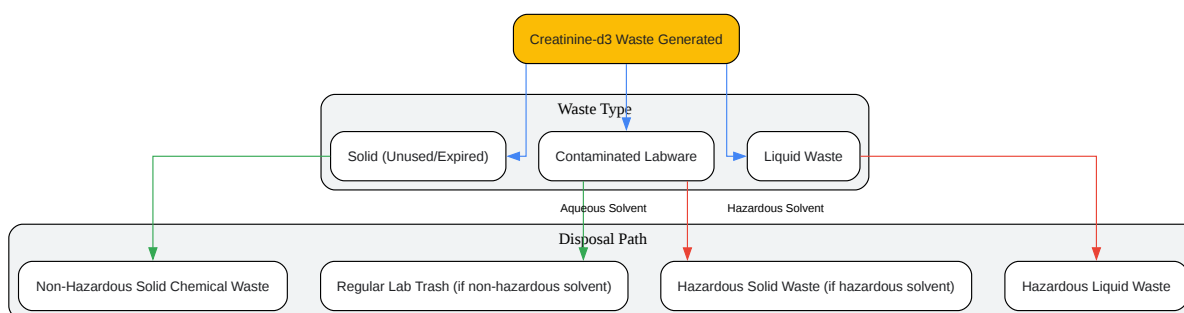 Creatinine-d3 Waste Generated
Waste Type
Solid (Unused/Expired)
Contaminated Labware
Liquid Waste
Aqueous Solvent
Hazardous Solvent
Disposal Path
Non-Hazardous Solid Chemical Waste
Regular Lab Trash (if non-hazardous solvent)
Hazardous Solid Waste (if hazardous solvent)
Hazardous Liquid Waste